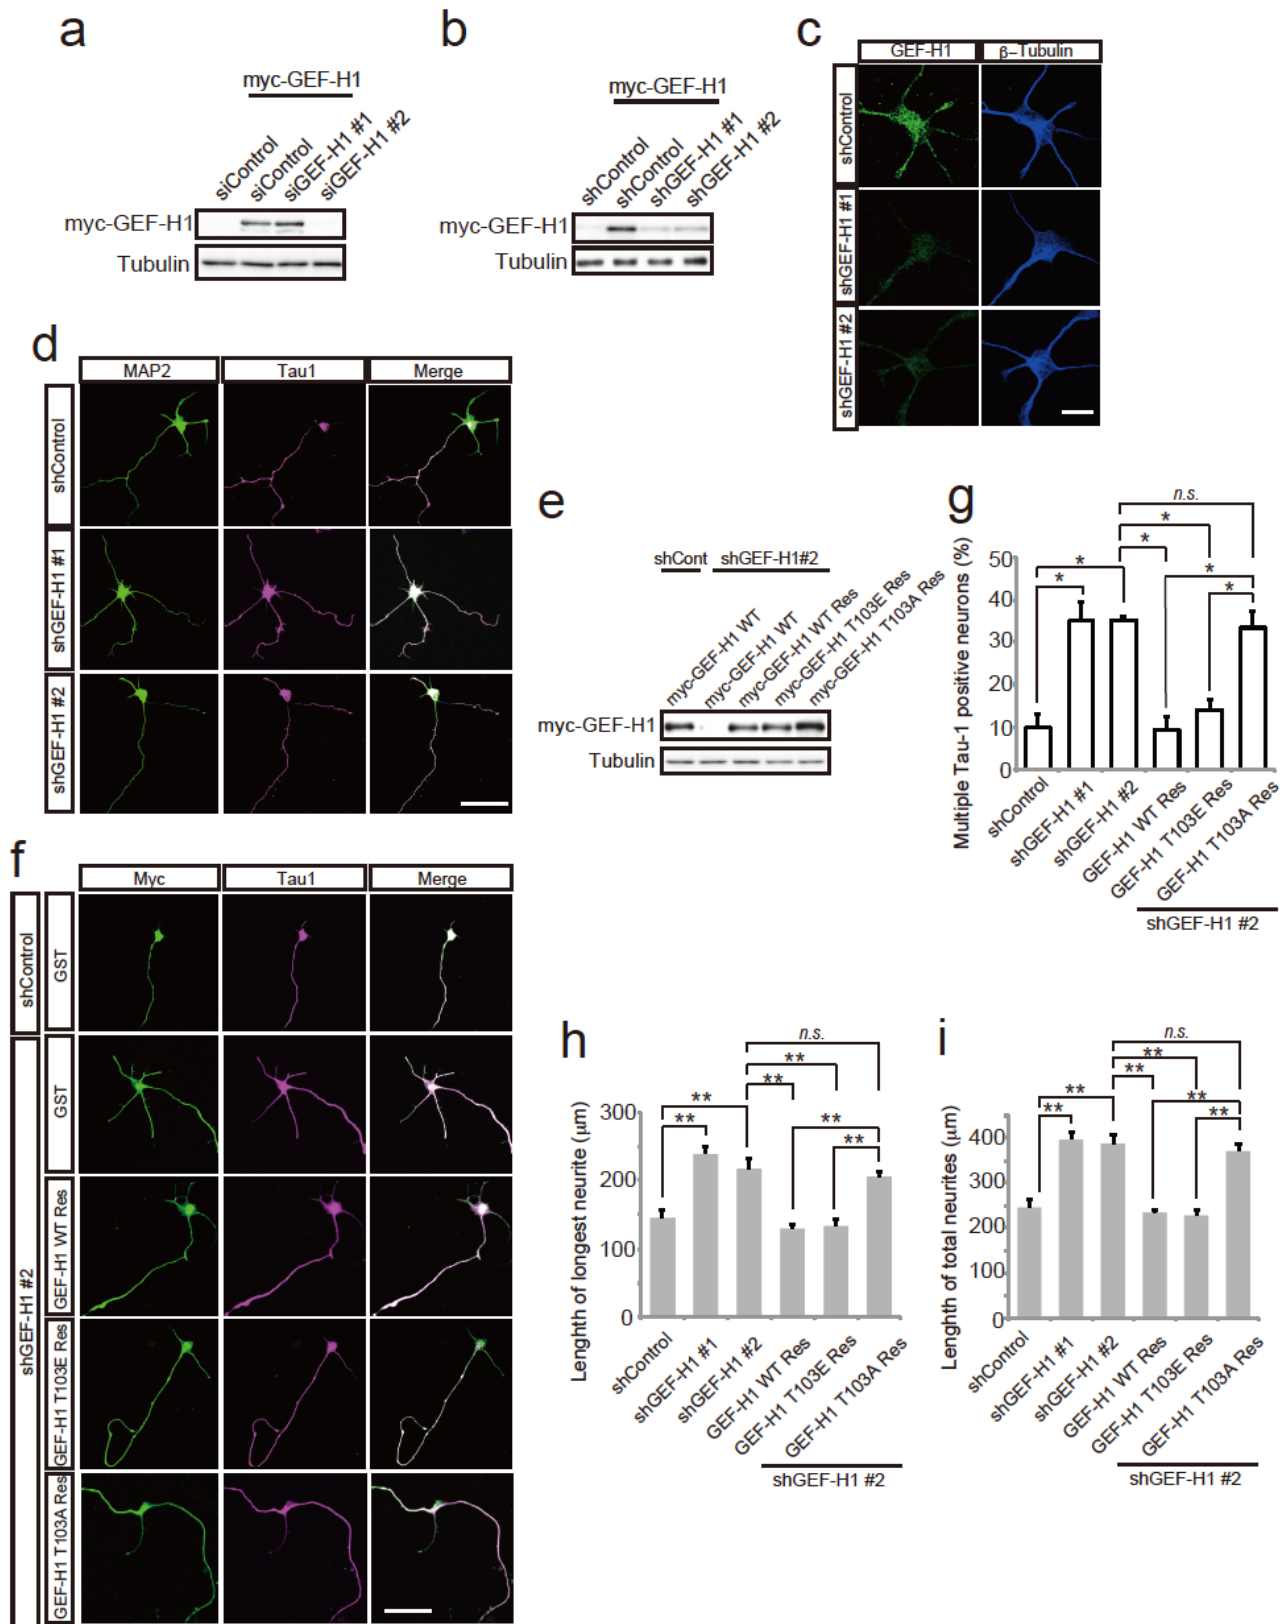 a
myc-GEF-H1
siControl
siControl
siGEF-H1 #1
siGEF-H1 #2
myc-GEF-H1
Tubulin
b
myc-GEF-H1
shControl
shControl
shGEF-H1 #1
shGEF-H1 #2
myc-GEF-H1
Tubulin
c
GEF-H1
β-Tubulin
shControl
shGEF-H1 #1
shGEF-H1 #2
d
MAP2
Tau1
Merge
shControl
shGEF-H1 #1
shGEF-H1 #2
e
shCont
shGEF-H1#2
myc-GEF-H1 WT
myc-GEF-H1 WT
myc-GEF-H1 WT Res
myc-GEF-H1 T103E Res
myc-GEF-H1 T103A Res
myc-GEF-H1
Tubulin
f
Myc
Tau1
Merge
shControl
GST
shGEF-H1 #2
GST
GEF-H1 WT Res
GEF-H1 T103E Res
GEF-H1 T103A Res
g
Multiple Tau-1 positive neurons (%)
50
40
30
20
10
0
n.s.
*
*
*
*
*
*
shControl
shGEF-H1 #1
shGEF-H1 #2
GEF-H1 WT Res
GEF-H1 T103E Res
GEF-H1 T103A Res
shGEF-H1 #2
h
Lenghth of longest neurite (μm)
300
200
100
0
n.s.
**
**
**
**
**
**
shControl
shGEF-H1 #1
shGEF-H1 #2
GEF-H1 WT Res
GEF-H1 T103E Res
GEF-H1 T103A Res
shGEF-H1 #2
i
Lenghth of total neurites (μm)
400
300
200
100
0
n.s.
**
**
**
**
**
**
shControl
shGEF-H1 #1
shGEF-H1 #2
GEF-H1 WT Res
GEF-H1 T103E Res
GEF-H1 T103A Res
shGEF-H1 #2